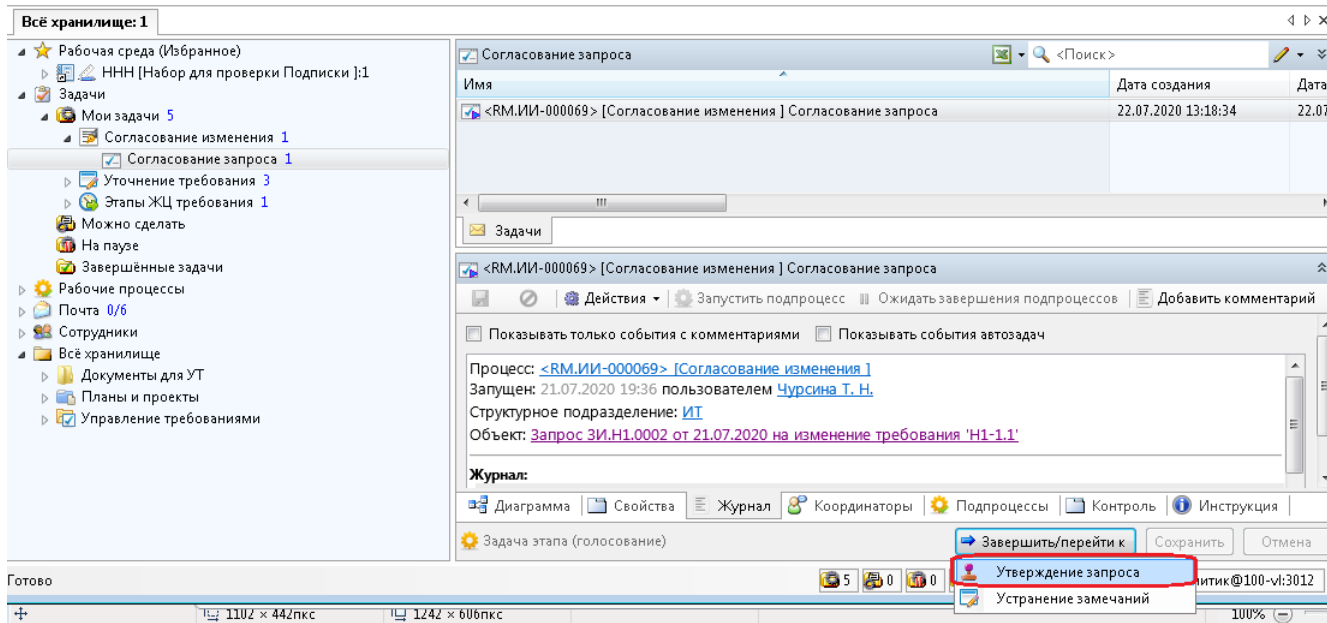 Всё хранилище: 1
Рабочая среда (Избранное)
ННН [Набор для проверки Подписки ]:1
Задачи
Мои задачи 5
Согласование изменения 1
Согласование запроса 1
Уточнение требования 3
Этапы ЖЦ требования 1
Можно сделать
На паузе
Завершённые задачи
Рабочие процессы
Почта 0/6
Сотрудники
Всё хранилище
Документы для УТ
Планы и проекты
Управление требованиями
Согласование запроса <Поиск>
Имя Дата создания Дата
<RM.ИИ-000069> [Согласование изменения ] Согласование запроса 22.07.2020 13:18:34 22.07
Задачи
<RM.ИИ-000069> [Согласование изменения ] Согласование запроса
Действия Запустить подпроцесс Ожидать завершения подпроцессов Добавить комментарий
Показывать только события с комментариями Показывать события автозадач
Процесс: <RM.ИИ-000069> [Согласование изменения ]
Запущен: 21.07.2020 19:36 пользователем Чурсина Т. Н.
Структурное подразделение: ИТ
Объект: Запрос ЗИ.Н1.0002 от 21.07.2020 на изменение требования 'Н1-1.1'
Журнал:
Диаграмма Свойства Журнал Координаторы Подпроцессы Контроль Инструкция
Задача этапа (голосование) Завершить/перейти к Сохранить Отмена
Утверждение запроса
Устранение замечаний
Готово 5 0 0 итик@100-vl:3012
1102 × 442пкс 1242 × 606пкс 100%